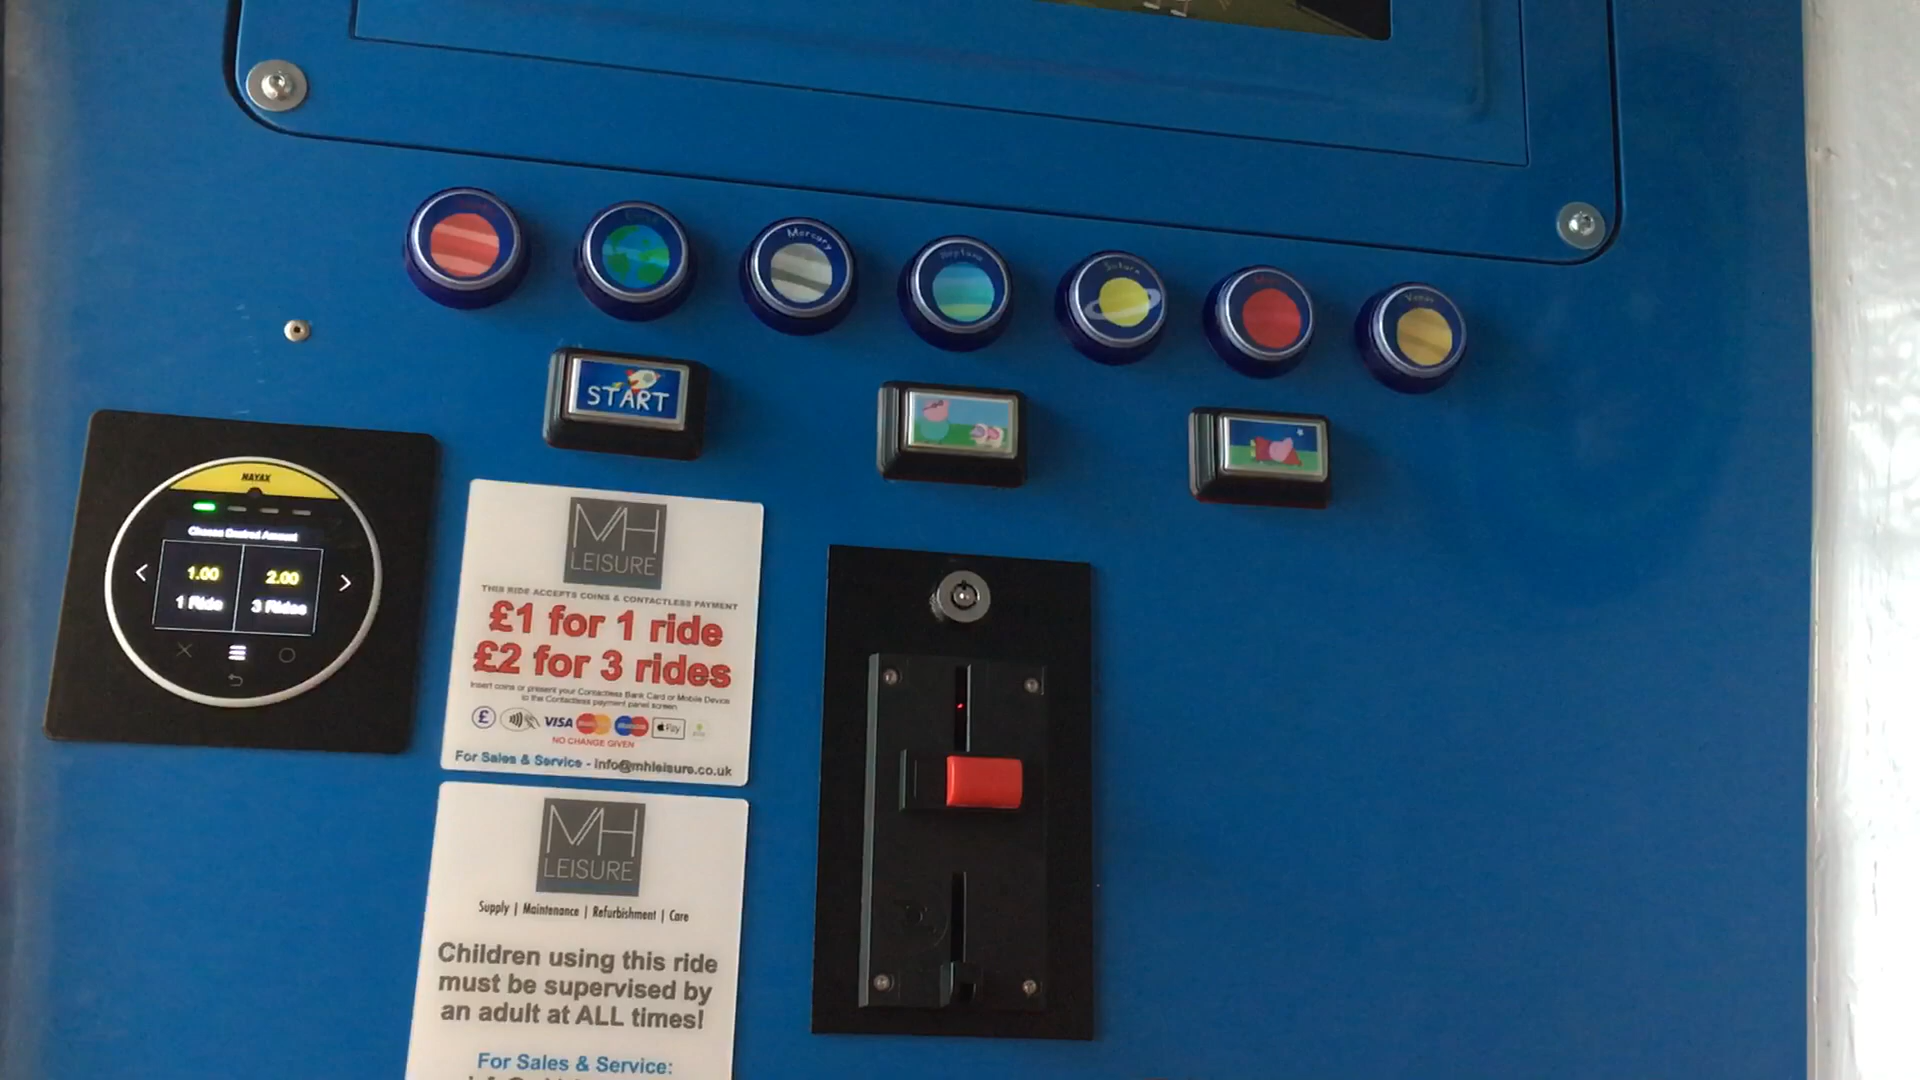 Earth
Mercury
Neptune
Saturn
Mars
Venus
START
NAYAX
Choose Desired Amount
1.00
2.00
1 Ride
3 Rides
MH
LEISURE
THIS RIDE ACCEPTS COINS & CONTACTLESS PAYMENT
£1 for 1 ride
£2 for 3 rides
Insert coins or present your Contactless Bank Card or Mobile Device
to the Contactless payment panel screen
£ VISA Pay
NO CHANGE GIVEN
For Sales & Service - info@mhleisure.co.uk
MH
LEISURE
Supply | Maintenance | Refurbishment | Care
Children using this ride
must be supervised by
an adult at ALL times!
For Sales & Service: